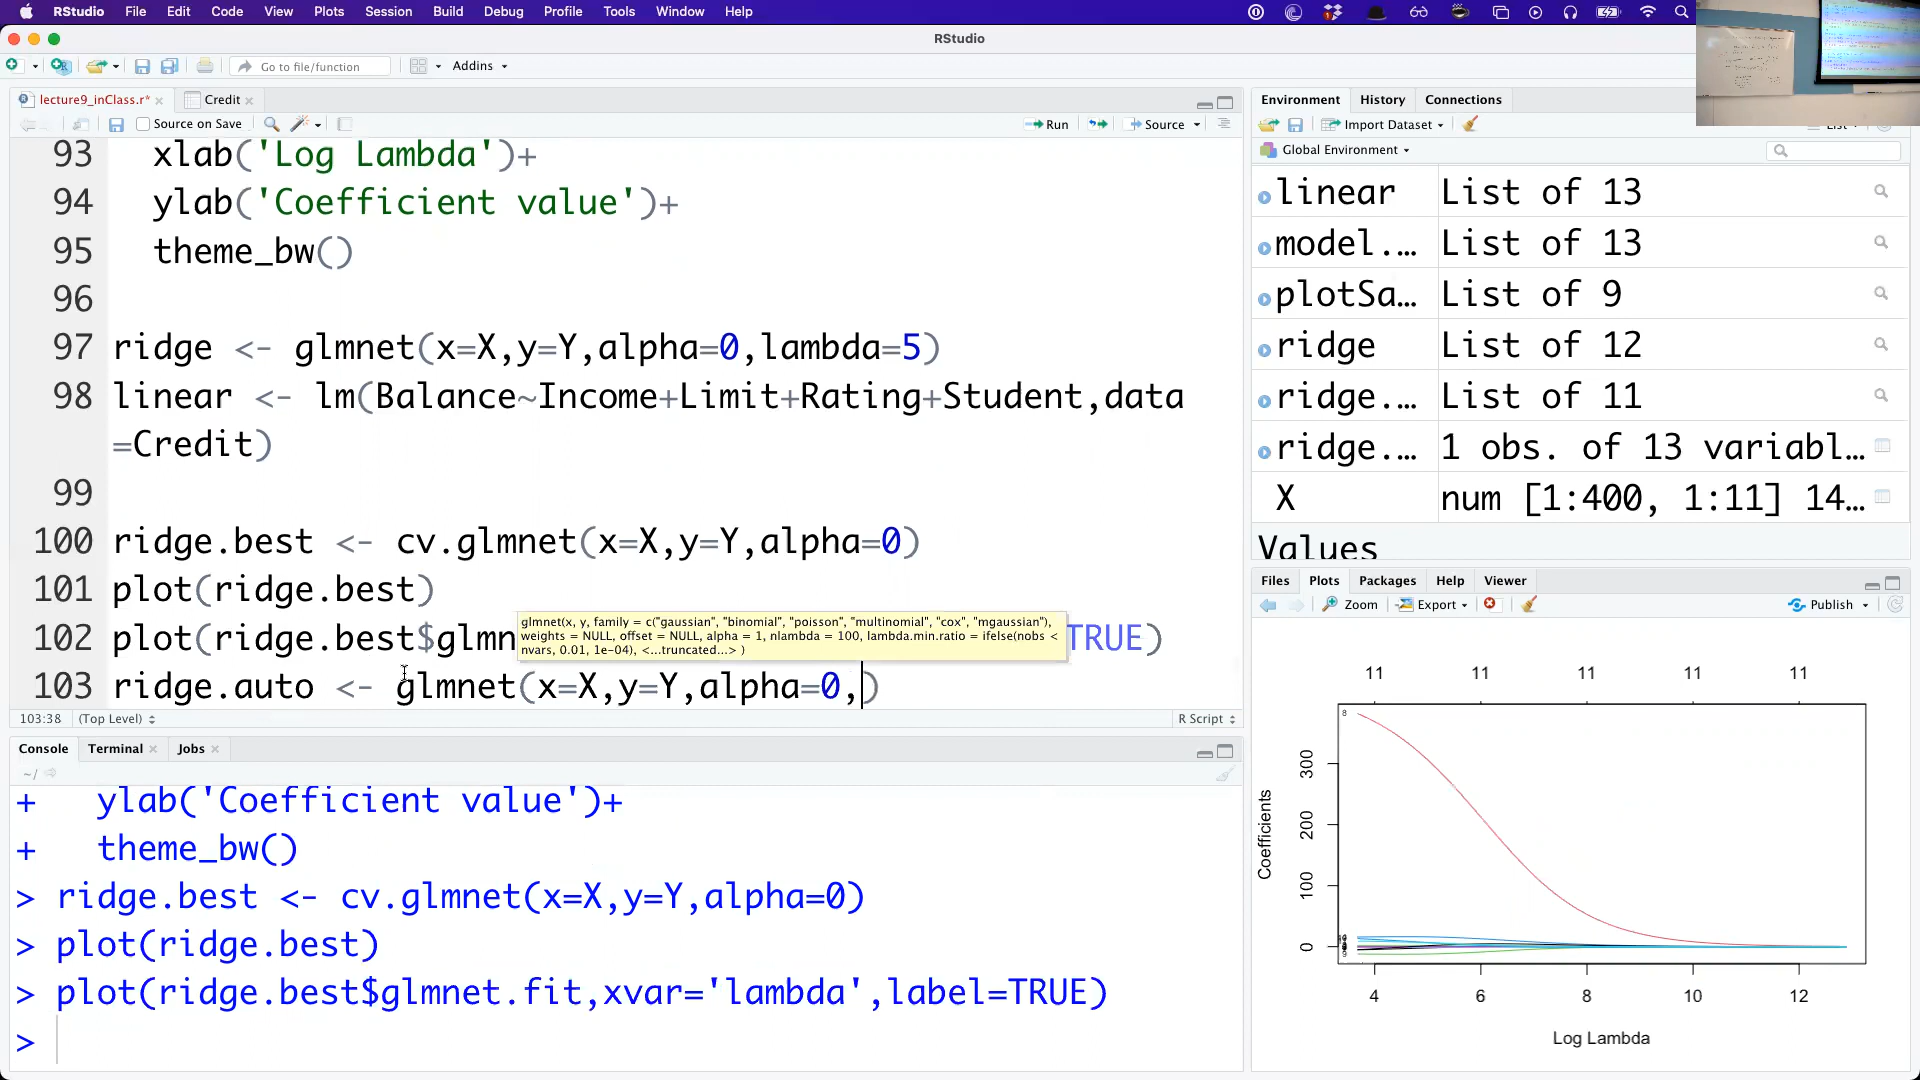 RStudio File Edit Code View Plots Session Build Debug Profile Tools Window Help
RStudio
Go to file/function Addins
lecture9_inClass.r* Credit
Source on Save Run Source
93 xlab('Log Lambda')+
94 ylab('Coefficient value')+
95 theme_bw()
96
97 ridge <- glmnet(x=X,y=Y,alpha=0,lambda=5)
98 linear <- lm(Balance~Income+Limit+Rating+Student,data
=Credit)
99
100 ridge.best <- cv.glmnet(x=X,y=Y,alpha=0)
101 plot(ridge.best)
glmnet(x, y, family = c("gaussian", "binomial", "poisson", "multinomial", "cox", "mgaussian"),
weights = NULL, offset = NULL, alpha = 1, nlambda = 100, lambda.min.ratio = ifelse(nobs <
nvars, 0.01, 1e-04), <...truncated...> )
102 plot(ridge.best$glmn TRUE)
103 ridge.auto <- glmnet(x=X,y=Y,alpha=0,)
103:38 (Top Level) R Script
Console Terminal Jobs
~/
+ ylab('Coefficient value')+
+ theme_bw()
> ridge.best <- cv.glmnet(x=X,y=Y,alpha=0)
> plot(ridge.best)
> plot(ridge.best$glmnet.fit,xvar='lambda',label=TRUE)
>
Environment History Connections
Import Dataset
Global Environment
linear List of 13
model.… List of 13
plotSa… List of 9
ridge List of 12
ridge.… List of 11
ridge.… 1 obs. of 13 variabl…
X num [1:400, 1:11] 14…
Values
Files Plots Packages Help Viewer
Zoom Export Publish
11 11 11 11 11
8
9
Coefficients
300
200
100
0
4 6 8 10 12
Log Lambda